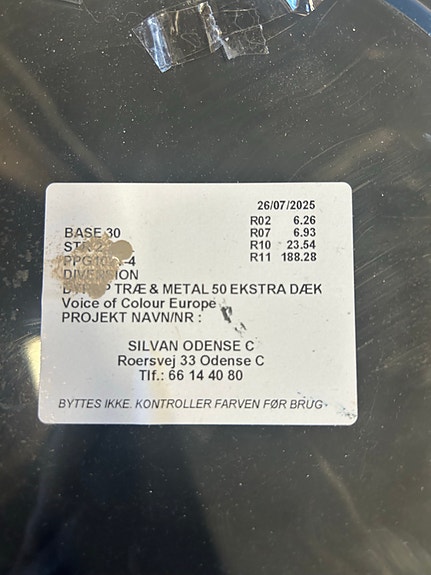 26/07/2025
R02 6.26
BASE 30 R07 6.93
R10 23.54
R11 188.28
DIVERSION
TRÆ & METAL 50 EKSTRA DÆK
Voice of Colour Europe
PROJEKT NAVN/NR :
SILVAN ODENSE C
Roersvej 33 Odense C
Tlf.: 66 14 40 80
BYTTES IKKE. KONTROLLER FARVEN FØR BRUG